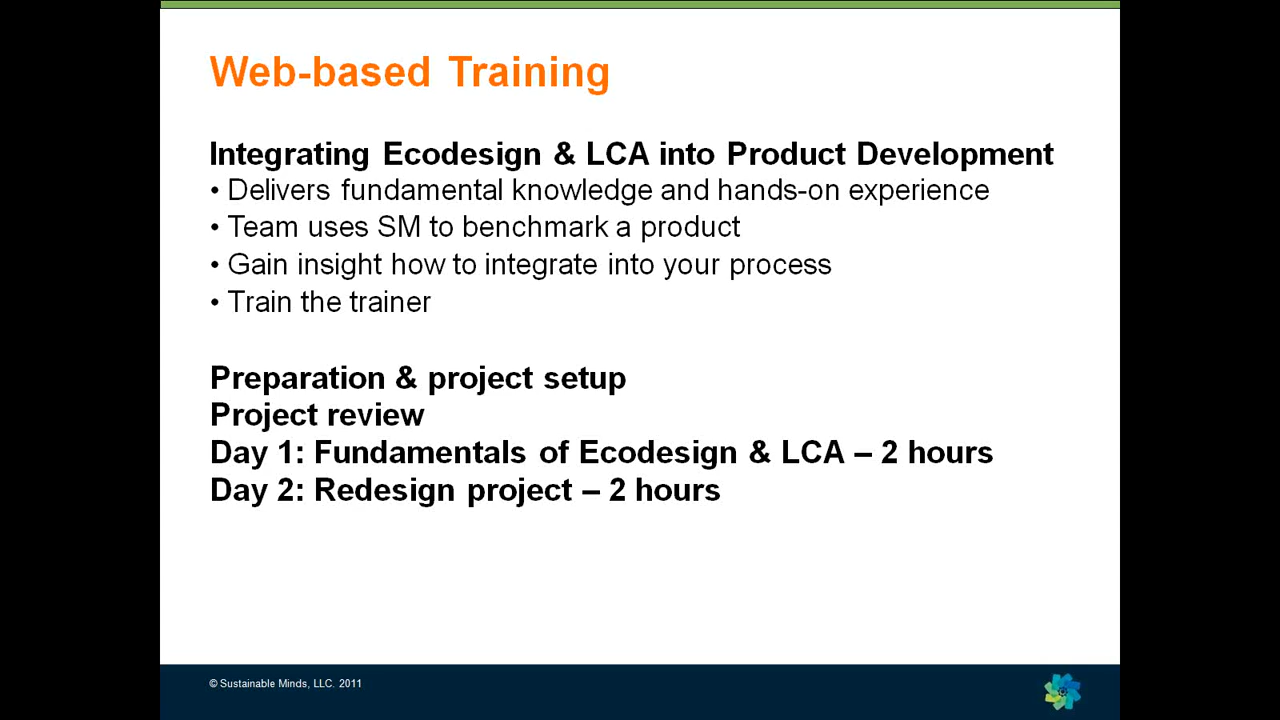 Web-based Training
Integrating Ecodesign & LCA into Product Development
• Delivers fundamental knowledge and hands-on experience
• Team uses SM to benchmark a product
• Gain insight how to integrate into your process
• Train the trainer
Preparation & project setup
Project review
Day 1: Fundamentals of Ecodesign & LCA – 2 hours
Day 2: Redesign project – 2 hours
© Sustainable Minds, LLC. 2011